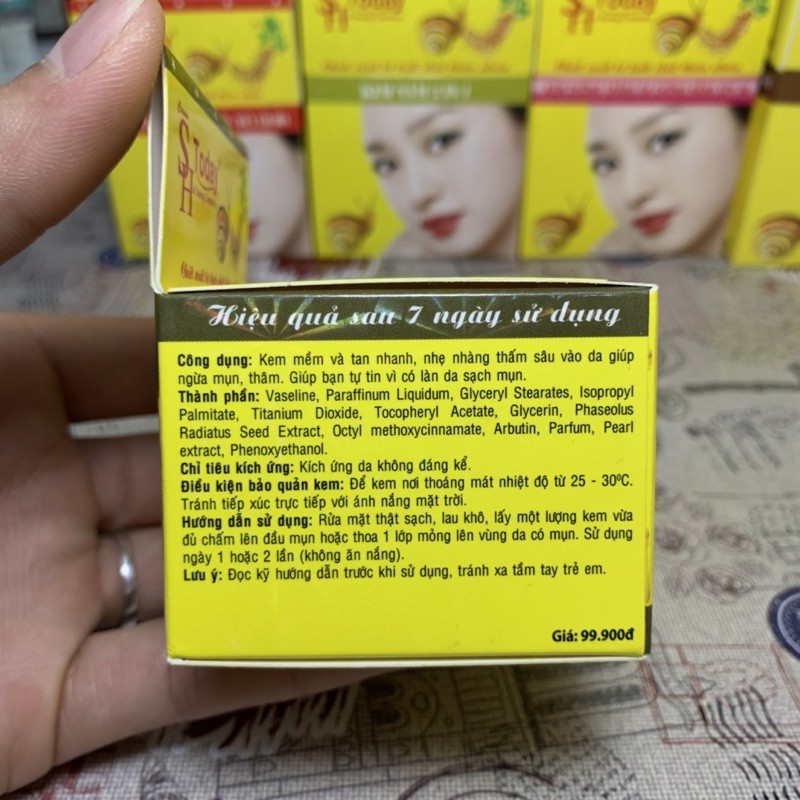 S Today
H
S Today
H
S Today
H
Hiệu quả sau 7 ngày sử dụng
Công dụng: Kem mềm và tan nhanh, nhẹ nhàng thấm sâu vào da giúp
ngừa mụn, thâm. Giúp bạn tự tin vì có làn da sạch mụn.
Thành phần: Vaseline, Paraffinum Liquidum, Glyceryl Stearates, Isopropyl
Palmitate, Titanium Dioxide, Tocopheryl Acetate, Glycerin, Phaseolus
Radiatus Seed Extract, Octyl methoxycinnamate, Arbutin, Parfum, Pearl
extract, Phenoxyethanol.
Chỉ tiêu kích ứng: Kích ứng da không đáng kể.
Điều kiện bảo quản kem: Để kem nơi thoáng mát nhiệt độ từ 25 - 30⁰C.
Tránh tiếp xúc trực tiếp với ánh nắng mặt trời.
Hướng dẫn sử dụng: Rửa mặt thật sạch, lau khô, lấy một lượng kem vừa
đủ chấm lên đầu mụn hoặc thoa 1 lớp mỏng lên vùng da có mụn. Sử dụng
ngày 1 hoặc 2 lần (không ăn nắng).
Lưu ý: Đọc kỹ hướng dẫn trước khi sử dụng, tránh xa tầm tay trẻ em.
Giá: 99.900đ